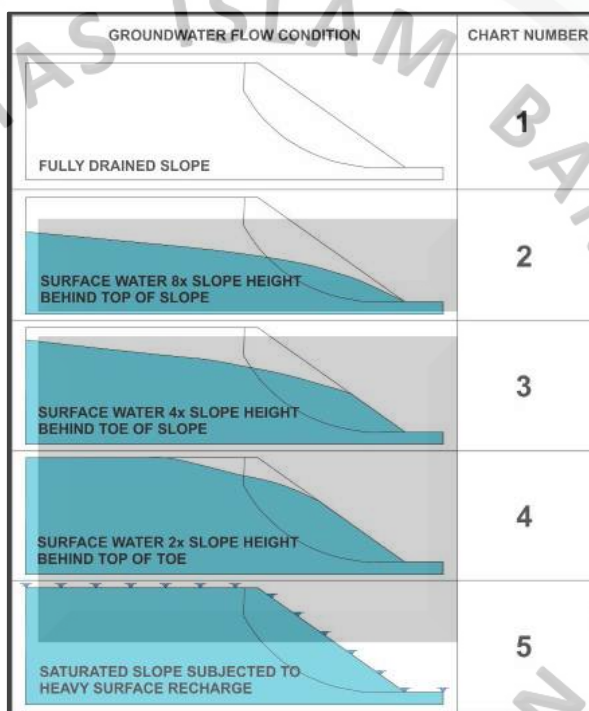 GROUNDWATER FLOW CONDITION
CHART NUMBER
FULLY DRAINED SLOPE
1
SURFACE WATER 8x SLOPE HEIGHT
BEHIND TOP OF SLOPE
2
SURFACE WATER 4x SLOPE HEIGHT
BEHIND TOE OF SLOPE
3
SURFACE WATER 2x SLOPE HEIGHT
BEHIND TOP OF TOE
4
SATURATED SLOPE SUBJECTED TO
HEAVY SURFACE RECHARGE
5
AS ISLAM